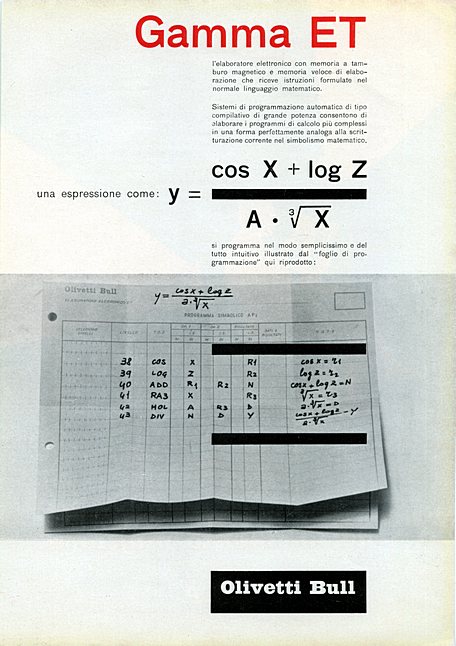 Gamma ET
l'elaboratore elettronico con memoria a tam-
buro magnetico e memoria veloce di elabo-
razione che riceve istruzioni formulate nel
normale linguaggio matematico.
Sistemi di programmazione automatica di tipo
compilativo di grande potenza consentono di
elaborare i programmi di calcolo più complessi
in una forma perfettamente analoga alla scrit-
turazione corrente nel simbolismo matematico.
cos X + log Z
una espressione come: y =
A · ∛X
si programma nel modo semplicissimo e del
tutto intuitivo illustrato dal "foglio di pro-
grammazione" qui riprodotto:
Olivetti Bull
y = cos x + log z
2 · ∛x
PROGRAMMA SIMBOLICO
38 COS X R1 cos x = r1
39 LOG Z R2 log z = r2
40 ADD R1 R2 N cos x + log z = N
41 RA3 X R3 ∛x = r3
42 MOL A R3 D a · ∛x = D
43 DIV N D Y cos x + log z
a · ∛x = y
Olivetti Bull